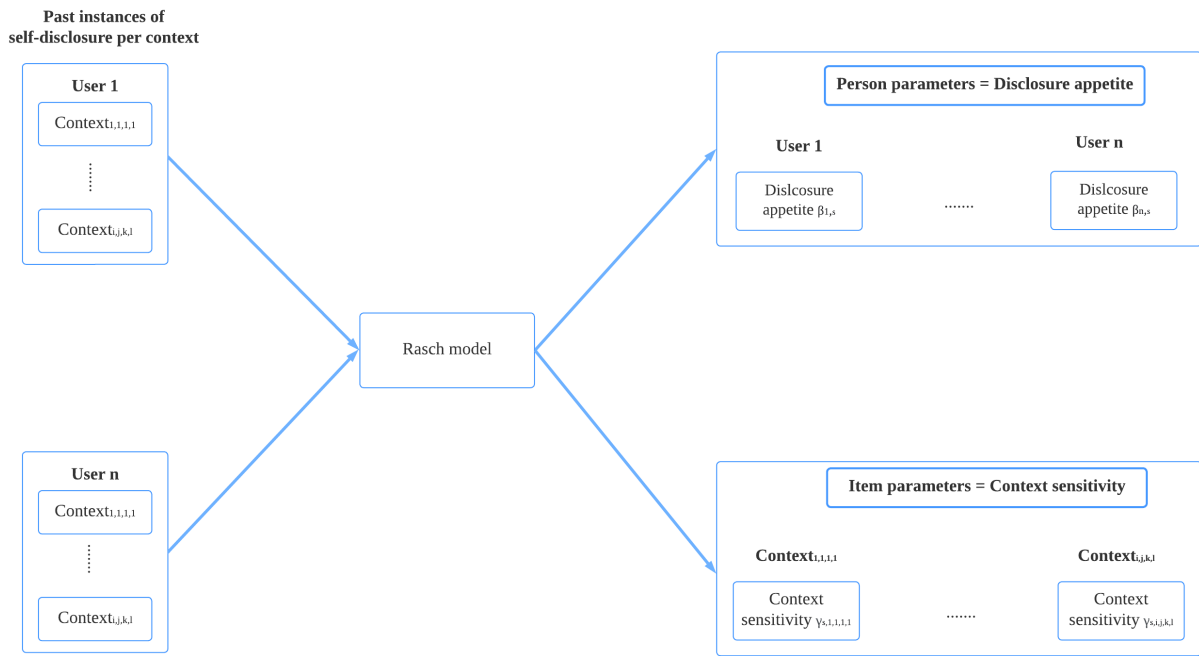 Past instances of
self-disclosure per context
User 1
Context1,1,1,1
........
Contexti,j,k,l
User n
Context1,1,1,1
........
Contexti,j,k,l
Rasch model
Person parameters = Disclosure appetite
User 1
User n
Dislcosure
appetite β1,s
.......
Dislcosure
appetite βn,s
Item parameters = Context sensitivity
Context1,1,1,1
Contexti,j,k,l
Context
sensitivity γs,1,1,1,1
.......
Context
sensitivity γs,i,j,k,l